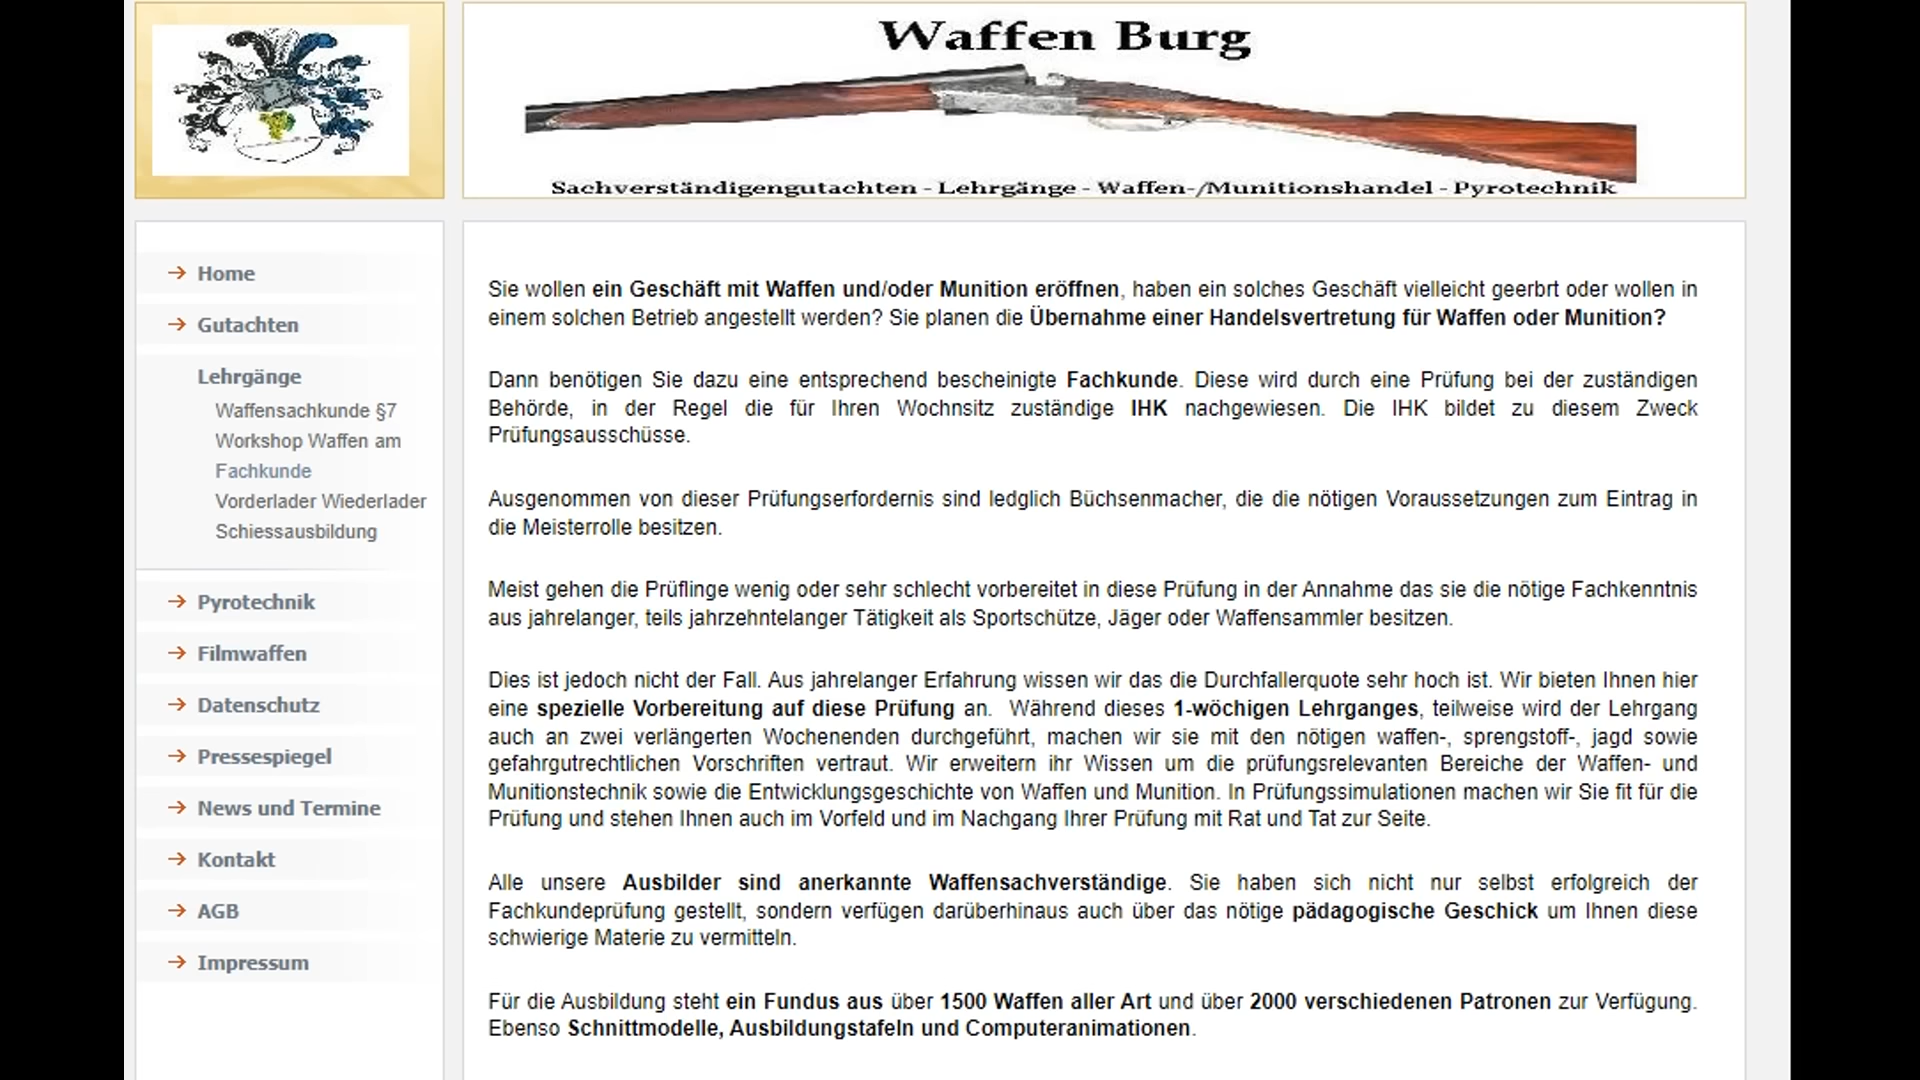 Waffen Burg
Sachverständigengutachten - Lehrgänge - Waffen-/Munitionshandel - Pyrotechnik
Home
Gutachten
Lehrgänge
Waffensachkunde §7
Workshop Waffen am
Fachkunde
Vorderlader Wiederlader
Schiessausbildung
Pyrotechnik
Filmwaffen
Datenschutz
Pressespiegel
News und Termine
Kontakt
AGB
Impressum
Sie wollen ein Geschäft mit Waffen und/oder Munition eröffnen, haben ein solches Geschäft vielleicht geerbrt oder wollen in
einem solchen Betrieb angestellt werden? Sie planen die Übernahme einer Handelsvertretung für Waffen oder Munition?
Dann benötigen Sie dazu eine entsprechend bescheinigte Fachkunde. Diese wird durch eine Prüfung bei der zuständigen
Behörde, in der Regel die für Ihren Wochnsitz zuständige IHK nachgewiesen. Die IHK bildet zu diesem Zweck
Prüfungsausschüsse.
Ausgenommen von dieser Prüfungserfordernis sind ledglich Büchsenmacher, die die nötigen Voraussetzungen zum Eintrag in
die Meisterrolle besitzen.
Meist gehen die Prüflinge wenig oder sehr schlecht vorbereitet in diese Prüfung in der Annahme das sie die nötige Fachkenntnis
aus jahrelanger, teils jahrzehntelanger Tätigkeit als Sportschütze, Jäger oder Waffensammler besitzen.
Dies ist jedoch nicht der Fall. Aus jahrelanger Erfahrung wissen wir das die Durchfallerquote sehr hoch ist. Wir bieten Ihnen hier
eine spezielle Vorbereitung auf diese Prüfung an. Während dieses 1-wöchigen Lehrganges, teilweise wird der Lehrgang
auch an zwei verlängerten Wochenenden durchgeführt, machen wir sie mit den nötigen waffen-, sprengstoff-, jagd sowie
gefahrgutrechtlichen Vorschriften vertraut. Wir erweitern ihr Wissen um die prüfungsrelevanten Bereiche der Waffen- und
Munitionstechnik sowie die Entwicklungsgeschichte von Waffen und Munition. In Prüfungssimulationen machen wir Sie fit für die
Prüfung und stehen Ihnen auch im Vorfeld und im Nachgang Ihrer Prüfung mit Rat und Tat zur Seite.
Alle unsere Ausbilder sind anerkannte Waffensachverständige. Sie haben sich nicht nur selbst erfolgreich der
Fachkundeprüfung gestellt, sondern verfügen darüberhinaus auch über das nötige pädagogische Geschick um Ihnen diese
schwierige Materie zu vermitteln.
Für die Ausbildung steht ein Fundus aus über 1500 Waffen aller Art und über 2000 verschiedenen Patronen zur Verfügung.
Ebenso Schnittmodelle, Ausbildungstafeln und Computeranimationen.